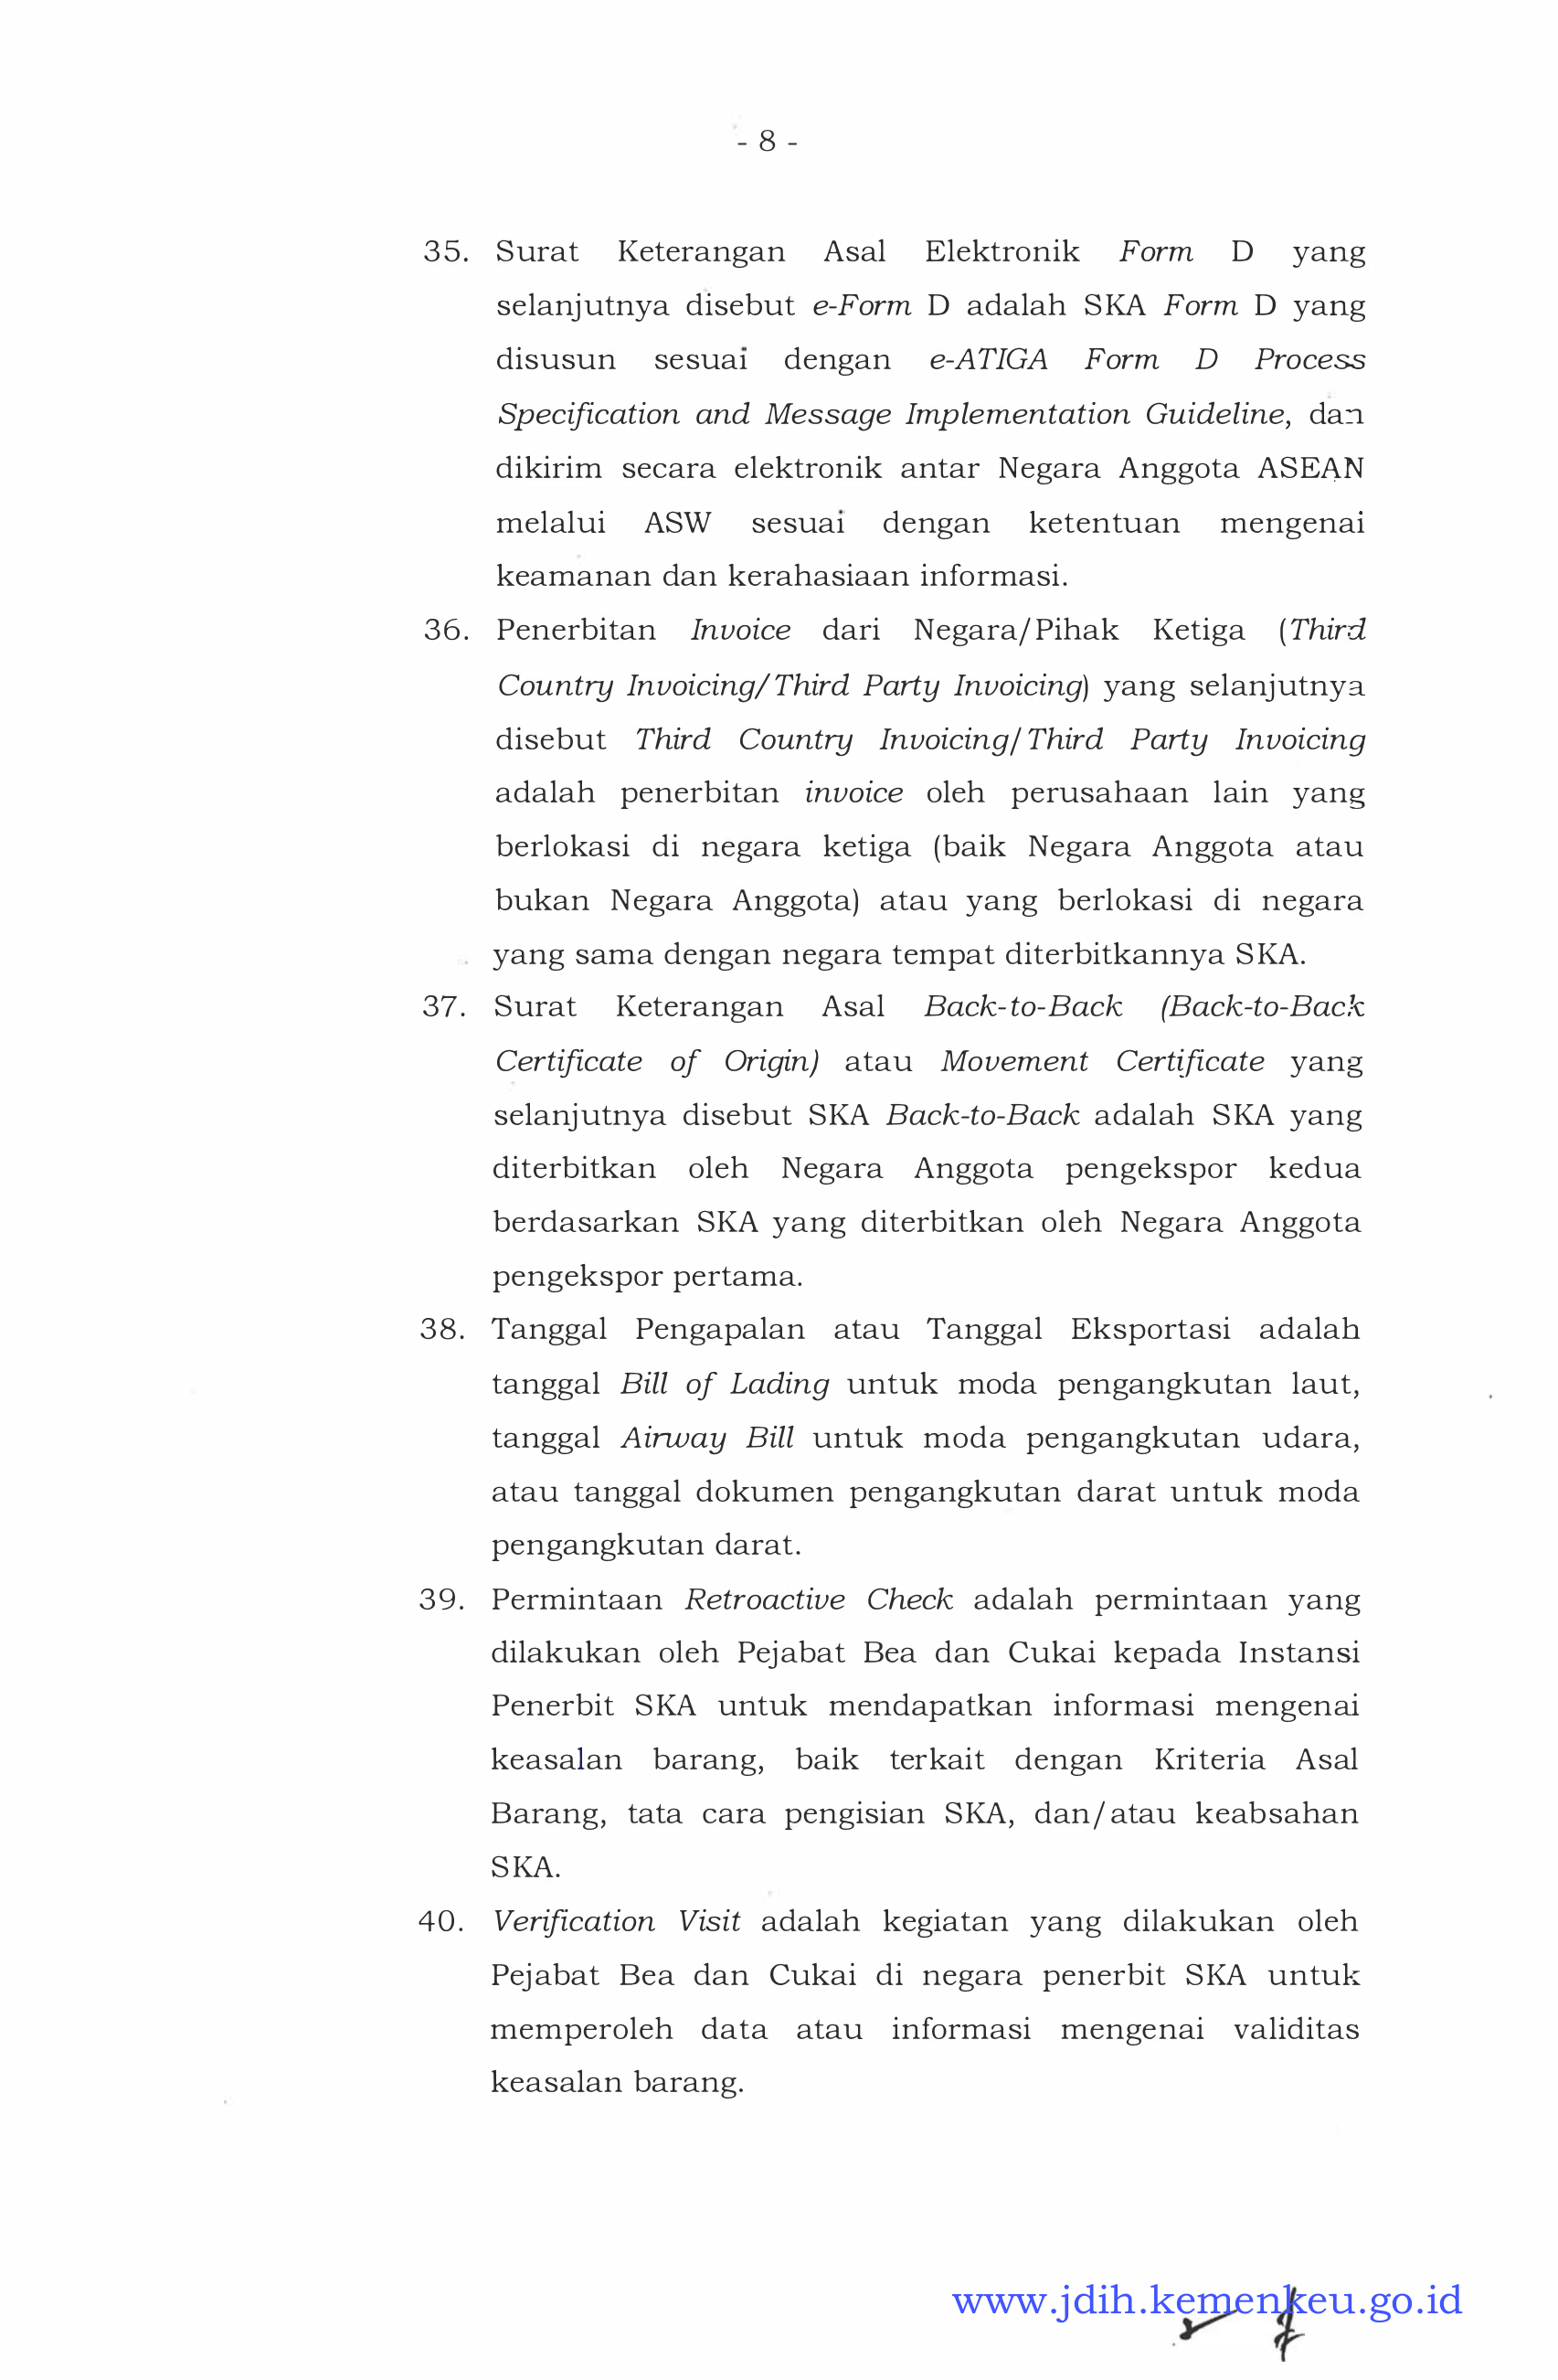 - 8 -
35. Surat Keterangan Asal Elektronik Form D yang
selanjutnya disebut e-Form D adalah SKA Form D yang
disusun sesuai dengan e-ATIGA Form D Process
Specification and Message Implementation Guideline, dan
dikirim secara elektronik antar Negara Anggota ASEAN
melalui ASW sesuai dengan ketentuan mengenai
keamanan dan kerahasiaan informasi.
36. Penerbitan Invoice dari Negara/Pihak Ketiga (Third
Country Invoicing/Third Party Invoicing) yang selanjutnya
disebut Third Country Invoicing/Third Party Invoicing
adalah penerbitan invoice oleh perusahaan lain yang
berlokasi di negara ketiga (baik Negara Anggota atau
bukan Negara Anggota) atau yang berlokasi di negara
yang sama dengan negara tempat diterbitkannya SKA.
37. Surat Keterangan Asal Back-to-Back (Back-to-Back
Certificate of Origin) atau Movement Certificate yang
selanjutnya disebut SKA Back-to-Back adalah SKA yang
diterbitkan oleh Negara Anggota pengekspor kedua
berdasarkan SKA yang diterbitkan oleh Negara Anggota
pengekspor pertama.
38. Tanggal Pengapalan atau Tanggal Eksportasi adalah
tanggal Bill of Lading untuk moda pengangkutan laut,
tanggal Airway Bill untuk moda pengangkutan udara,
atau tanggal dokumen pengangkutan darat untuk moda
pengangkutan darat.
39. Permintaan Retroactive Check adalah permintaan yang
dilakukan oleh Pejabat Bea dan Cukai kepada Instansi
Penerbit SKA untuk mendapatkan informasi mengenai
keasalan barang, baik terkait dengan Kriteria Asal
Barang, tata cara pengisian SKA, dan/atau keabsahan
SKA.
40. Verification Visit adalah kegiatan yang dilakukan oleh
Pejabat Bea dan Cukai di negara penerbit SKA untuk
memperoleh data atau informasi mengenai validitas
keasalan barang.
www.jdih.kemenkeu.go.id